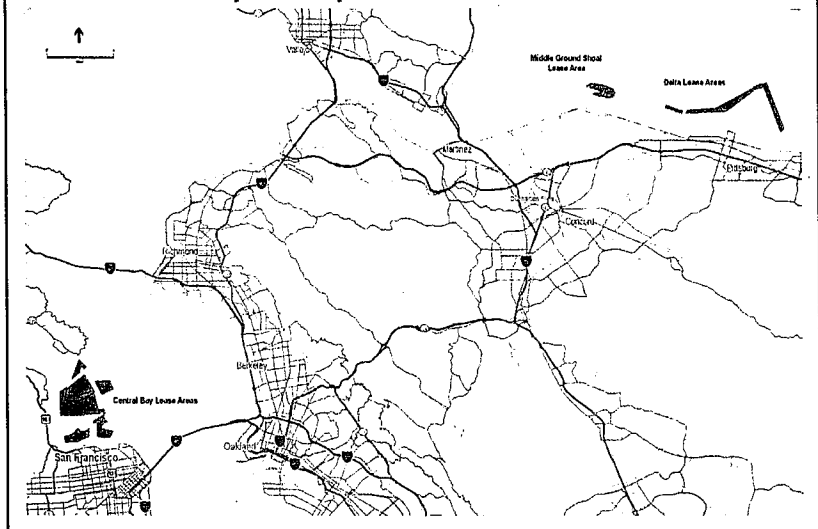 Vallejo
Middle Ground Shoal
Lease Area
Delta Lease Areas
Martinez
Pittsburg
Concord
Richmond
Berkeley
Central Bay Lease Areas
Oakland
San Francisco